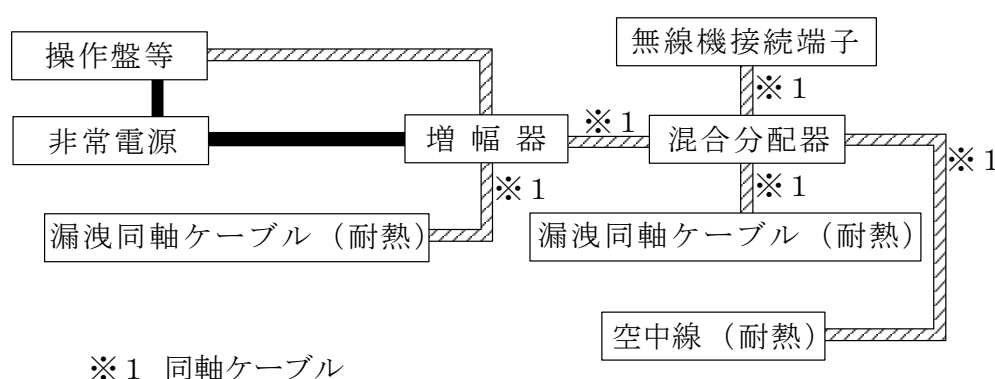 操作盤等
無線機接続端子
※１
非常電源
増幅器
※１
混合分配器
※１
※１
※１
漏洩同軸ケーブル（耐熱）
漏洩同軸ケーブル（耐熱）
空中線（耐熱）
※１ 同軸ケーブル